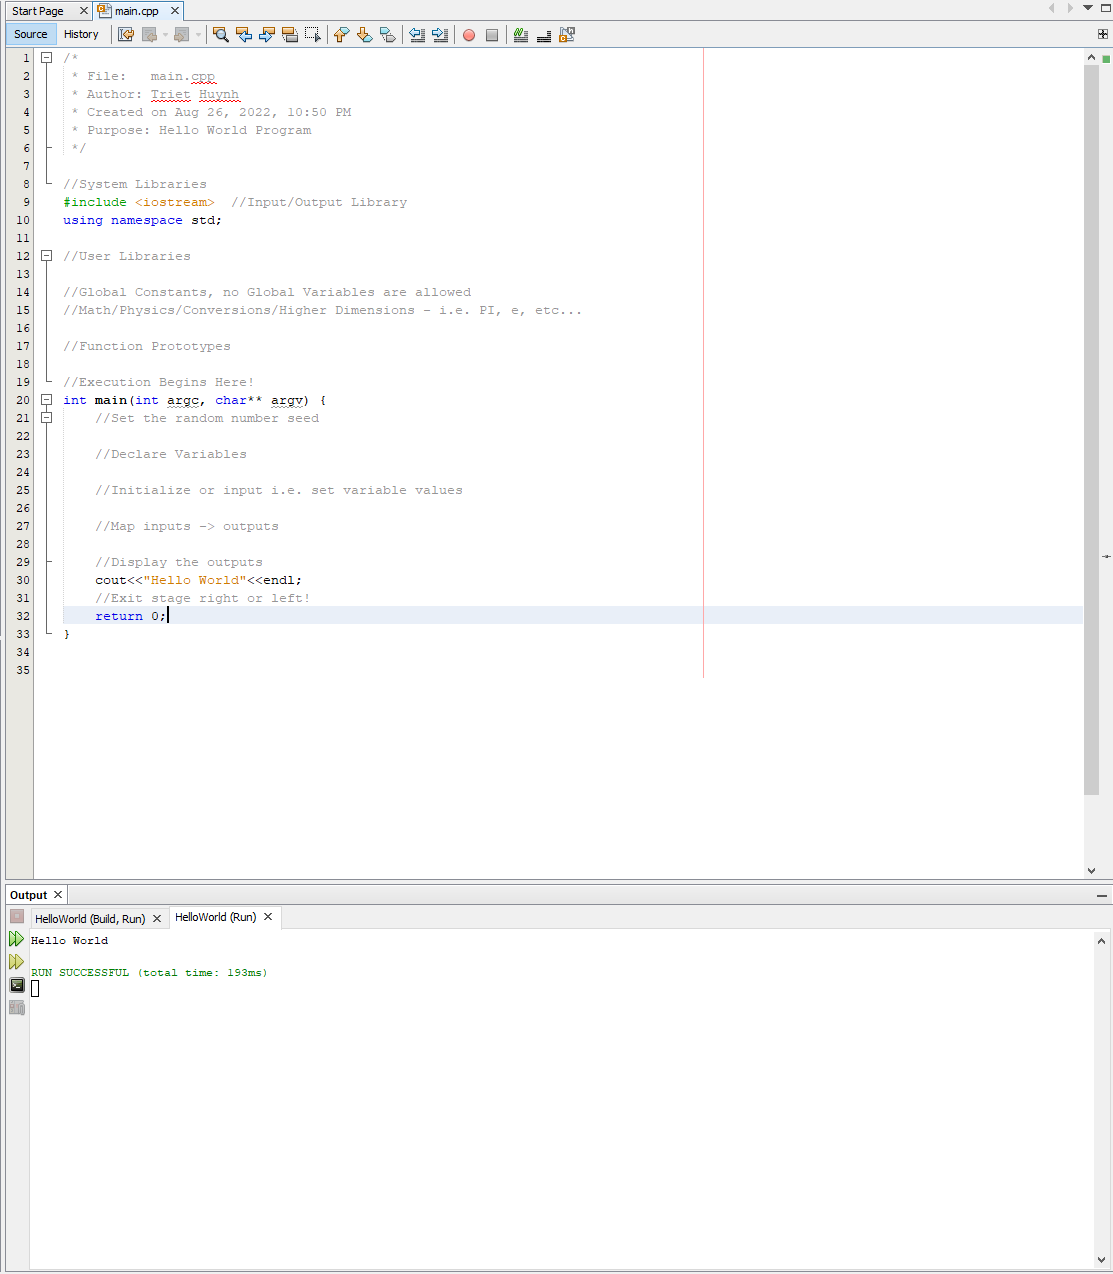 Start Page
main.cpp
Source History
1 /*
2  * File:   main.cpp
3  * Author: Triet Huynh
4  * Created on Aug 26, 2022, 10:50 PM
5  * Purpose: Hello World Program
6  */
7
8 //System Libraries
9 #include <iostream>  //Input/Output Library
10 using namespace std;
11
12 //User Libraries
13
14 //Global Constants, no Global Variables are allowed
15 //Math/Physics/Conversions/Higher Dimensions - i.e. PI, e, etc...
16
17 //Function Prototypes
18
19 //Execution Begins Here!
20 int main(int argc, char** argv) {
21     //Set the random number seed
22
23     //Declare Variables
24
25     //Initialize or input i.e. set variable values
26
27     //Map inputs -> outputs
28
29     //Display the outputs
30     cout<<"Hello World"<<endl;
31     //Exit stage right or left!
32     return 0;
33 }
34
35
Output
HelloWorld (Build, Run)
HelloWorld (Run)
Hello World
RUN SUCCESSFUL (total time: 193ms)